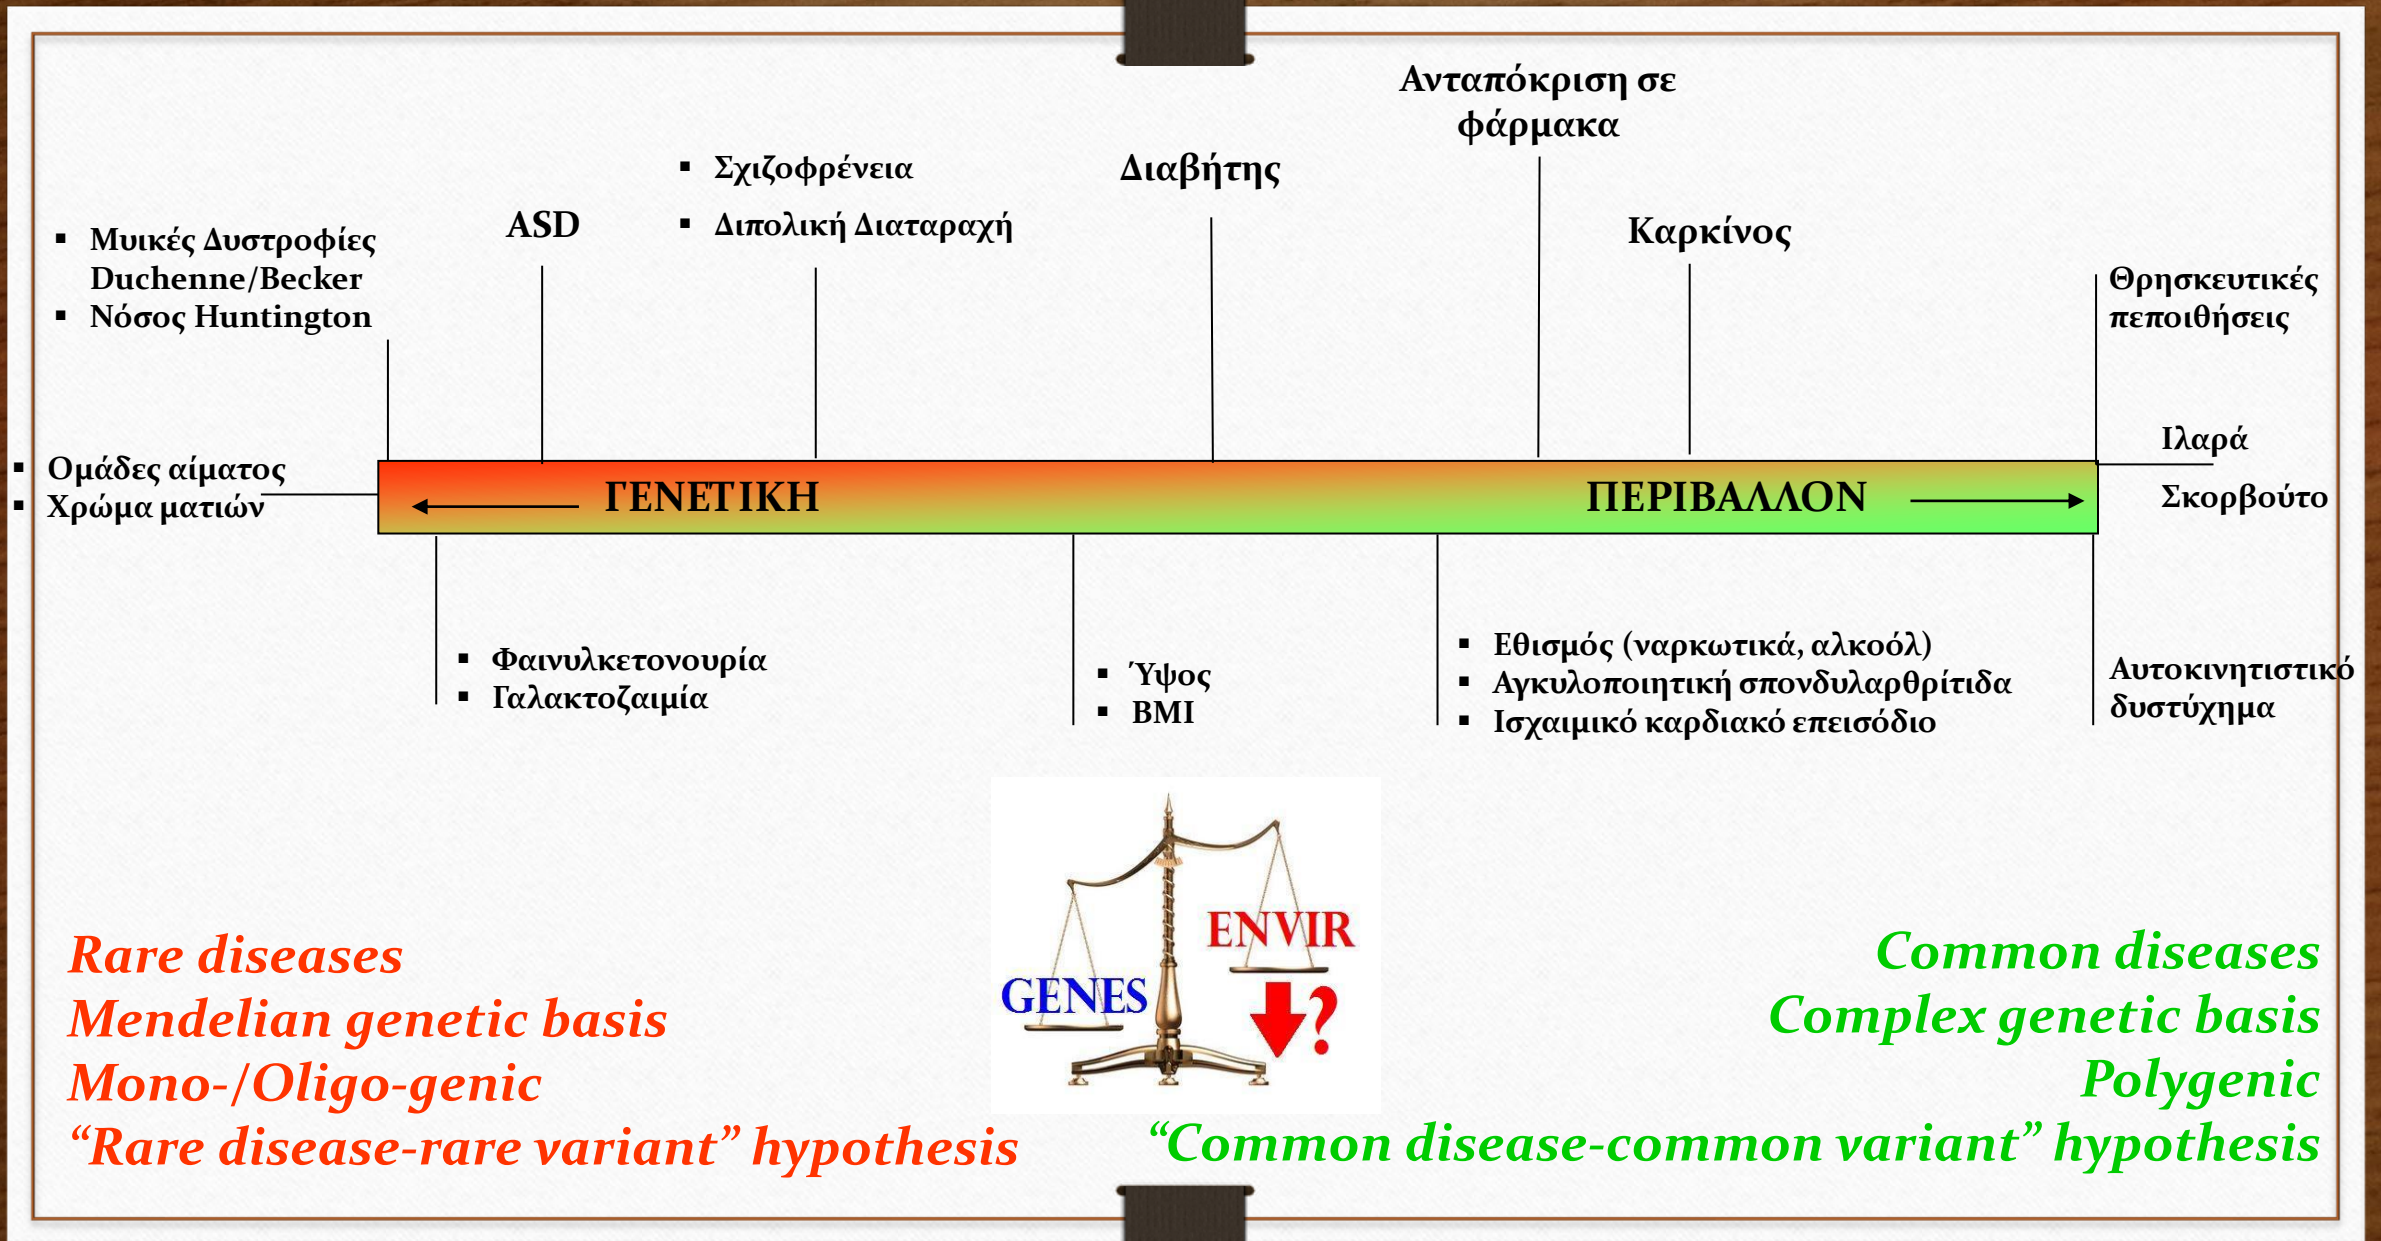 Ανταπόκριση σε
φάρμακα
▪ Σχιζοφρένεια
▪ Διπολική Διαταραχή
Διαβήτης
ASD
Καρκίνος
▪ Μυικές Δυστροφίες
Duchenne/Becker
▪ Νόσος Huntington
Θρησκευτικές
πεποιθήσεις
▪ Ομάδες αίματος
▪ Χρώμα ματιών
ΓΕΝΕΤΙΚΗ
ΠΕΡΙΒΑΛΛΟΝ
Ιλαρά
Σκορβούτο
▪ Φαινυλκετονουρία
▪ Γαλακτοζαιμία
▪ Ύψος
▪ BMI
▪ Εθισμός (ναρκωτικά, αλκοόλ)
▪ Αγκυλοποιητική σπονδυλαρθρίτιδα
▪ Ισχαιμικό καρδιακό επεισόδιο
Αυτοκινητιστικό
δυστύχημα
GENES
ENVIR
?
Rare diseases
Mendelian genetic basis
Mono-/Oligo-genic
“Rare disease-rare variant” hypothesis
Common diseases
Complex genetic basis
Polygenic
“Common disease-common variant” hypothesis